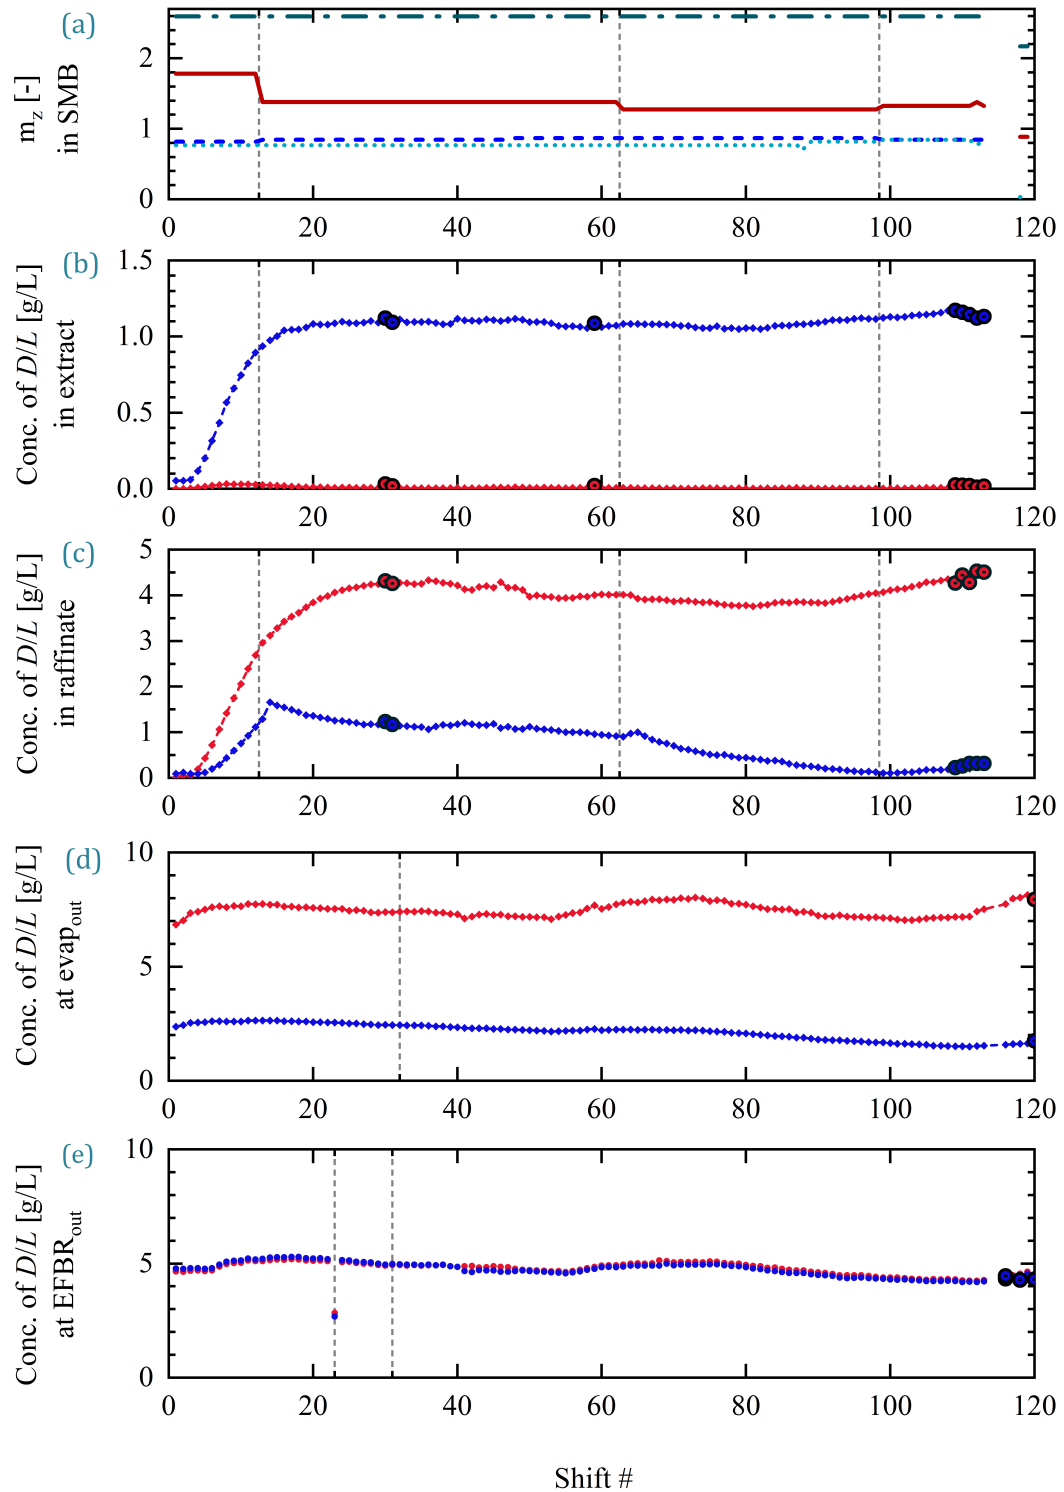 (a)
m_z [-]
in SMB
2
1
0
0 20 40 60 80 100 120
(b)
Conc. of D/L [g/L]
in extract
1.5
1.0
0.5
0.0
0 20 40 60 80 100 120
(c)
Conc. of D/L [g/L]
in raffinate
5
4
3
2
1
0
0 20 40 60 80 100 120
(d)
Conc. of D/L [g/L]
at evap_out
10
5
0
0 20 40 60 80 100 120
(e)
Conc. of D/L [g/L]
at EFBR_out
10
5
0
0 20 40 60 80 100 120
Shift #